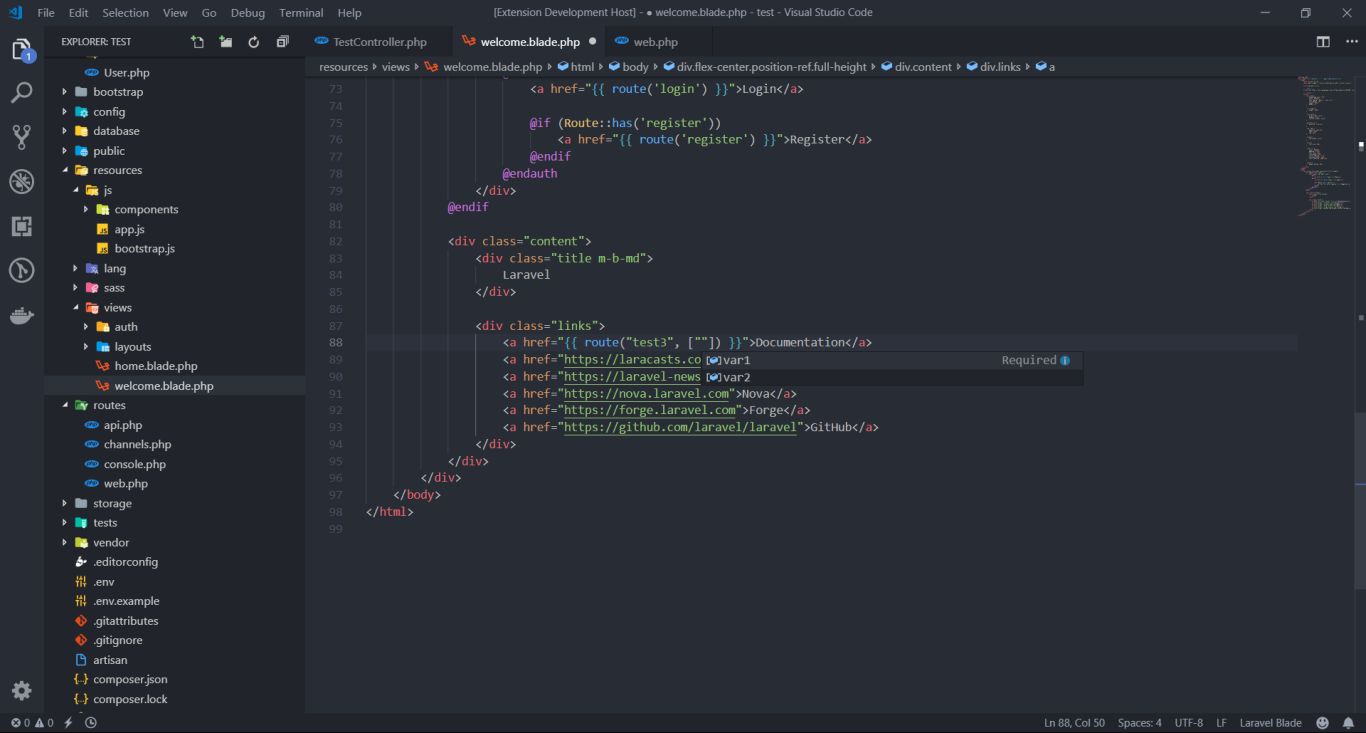 File Edit Selection View Go Debug Terminal Help
[Extension Development Host] - ● welcome.blade.php - test - Visual Studio Code
1
EXPLORER: TEST
User.php
bootstrap
config
database
public
resources
js
components
app.js
bootstrap.js
lang
sass
views
auth
layouts
home.blade.php
welcome.blade.php
routes
api.php
channels.php
console.php
web.php
storage
tests
vendor
.editorconfig
.env
.env.example
.gitattributes
.gitignore
artisan
composer.json
composer.lock
TestController.php welcome.blade.php ● web.php
resources views welcome.blade.php html body div.flex-center.position-ref.full-height div.content div.links a
73 <a href="{{ route('login') }}">Login</a>
74
75 @if (Route::has('register'))
76 <a href="{{ route('register') }}">Register</a>
77 @endif
78 @endauth
79 </div>
80 @endif
81
82 <div class="content">
83 <div class="title m-b-md">
84 Laravel
85 </div>
86
87 <div class="links">
88 <a href="{{ route("test3", [""]) }}">Documentation</a>
89 <a href="https://laracasts.co
var1 Required
90 <a href="https://laravel-news
var2
91 <a href="https://nova.laravel.com">Nova</a>
92 <a href="https://forge.laravel.com">Forge</a>
93 <a href="https://github.com/laravel/laravel">GitHub</a>
94 </div>
95 </div>
96 </div>
97 </body>
98 </html>
99
0 0
Ln 88, Col 50 Spaces: 4 UTF-8 LF Laravel Blade